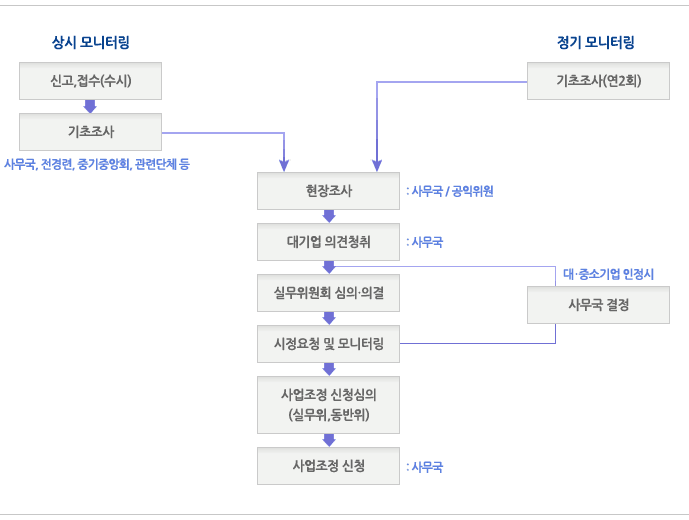 상시 모니터링
정기 모니터링
신고,접수(수시)
기초조사(연2회)
기초조사
사무국, 전경련, 중기중앙회, 관련단체 등
현장조사
: 사무국 / 공익위원
대기업 의견청취
: 사무국
대·중소기업 인정시
실무위원회 심의·의결
사무국 결정
시정요청 및 모니터링
사업조정 신청심의
(실무위,동반위)
사업조정 신청
: 사무국